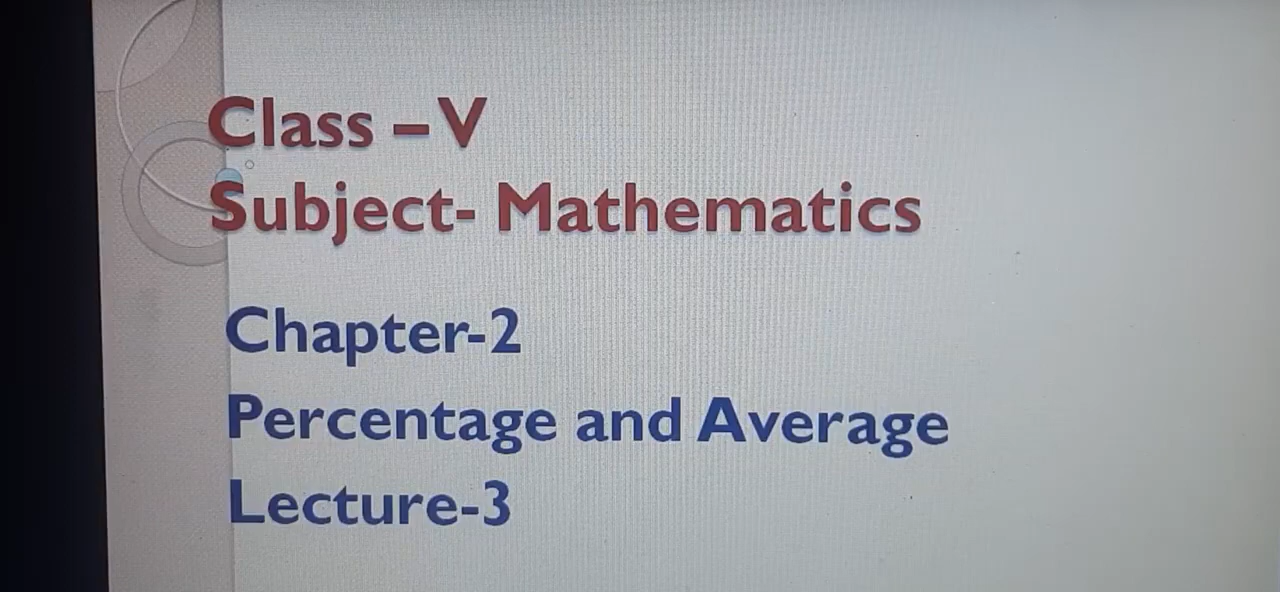 Class – V
Subject- Mathematics
Chapter-2
Percentage and Average
Lecture-3